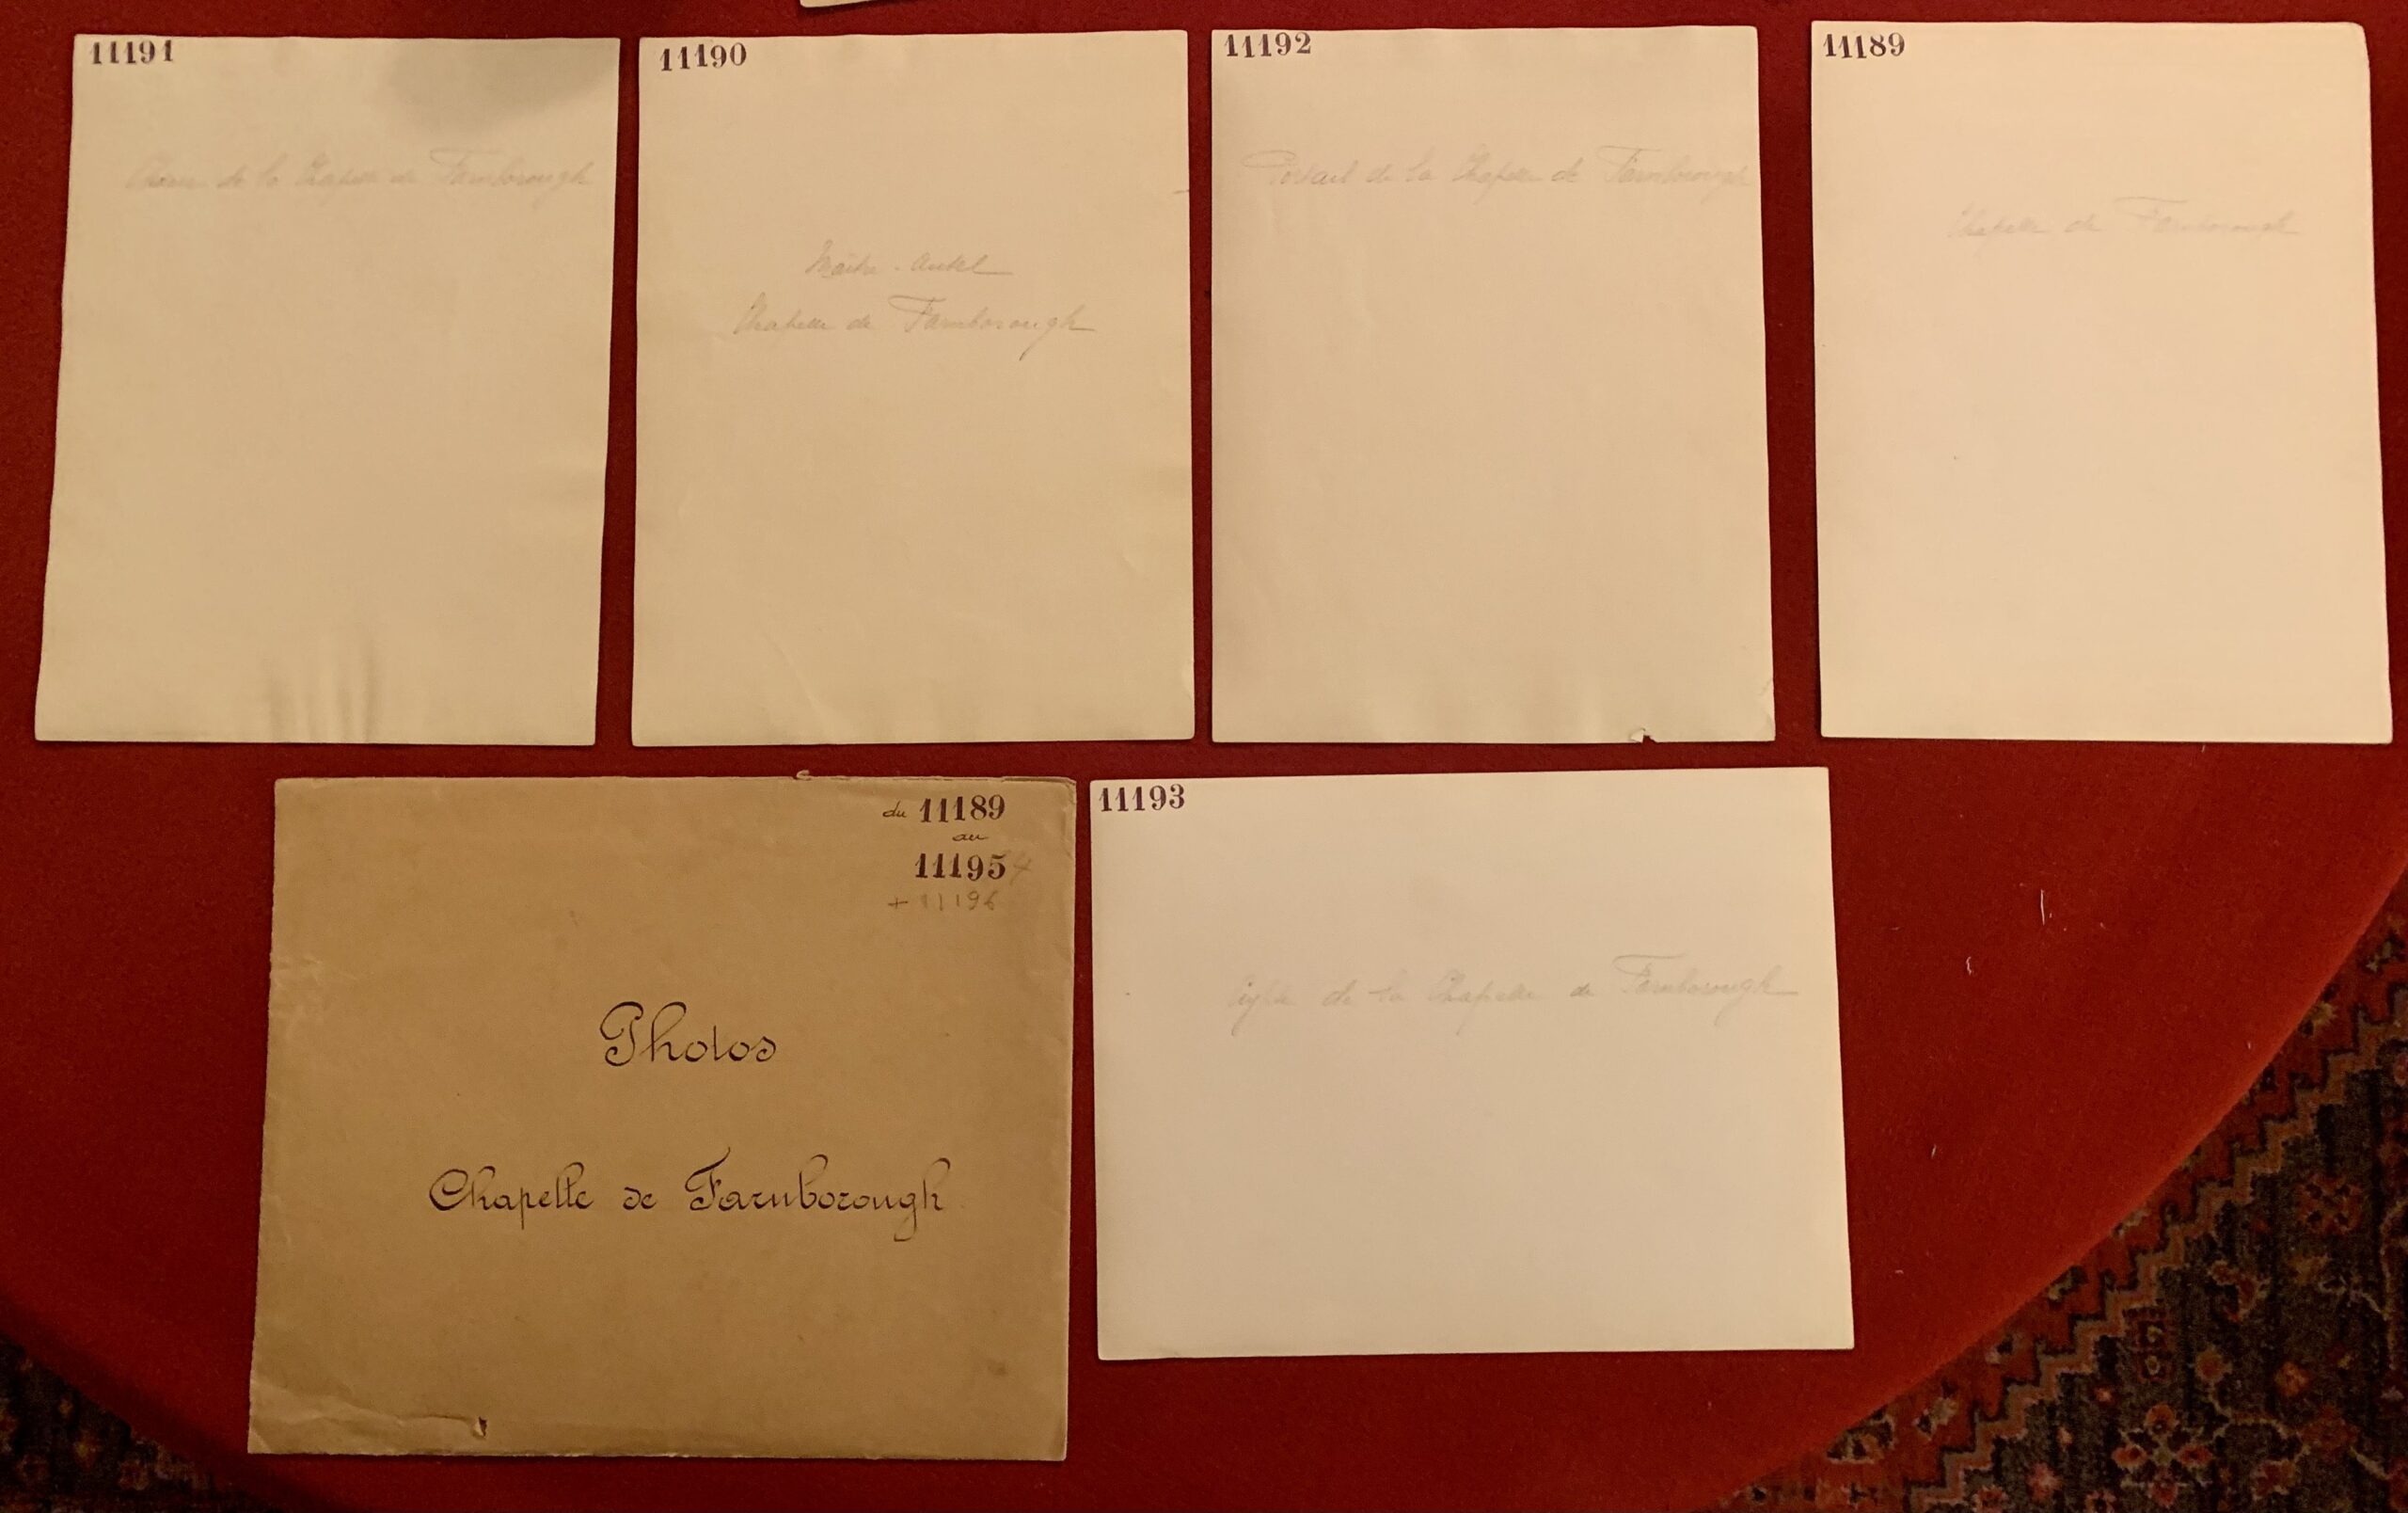 11191
de la Chapelle de Farnborough
11190
Maître-Autel
Chapelle de Farnborough
11192
Portail de la Chapelle de Farnborough
11189
Chapelle de Farnborough
du 11189
au
11195
+ 11196
Photos
Chapelle de Farnborough
11193
de la Chapelle de Farnborough